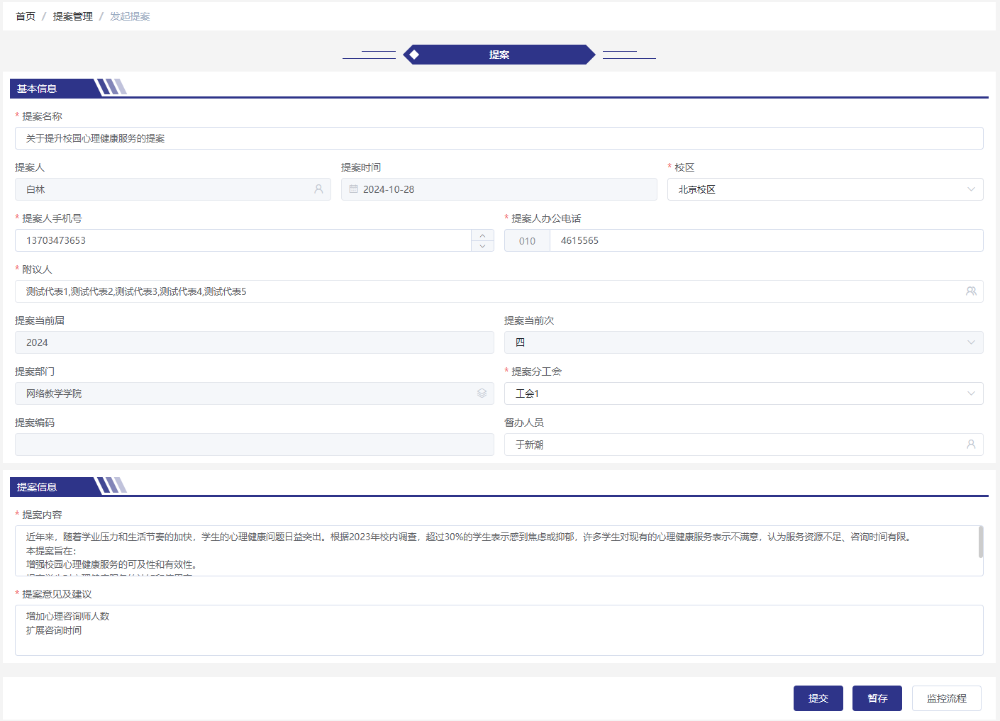 首页 / 提案管理 / 发起提案
提案
基本信息
* 提案名称
关于提升校园心理健康服务的提案
提案人 提案时间 * 校区
白林 2024-10-28 北京校区
* 提案人手机号 * 提案人办公电话
13703473653 010 4615565
* 附议人
测试代表1,测试代表2,测试代表3,测试代表4,测试代表5
提案当前届 提案当前次
2024 四
提案部门 * 提案分工会
网络教学学院 工会1
提案编码 督办人员
于新潮
提案信息
* 提案内容
近年来，随着学业压力和生活节奏的加快，学生的心理健康问题日益突出。根据2023年校内调查，超过30%的学生表示感到焦虑或抑郁，许多学生对现有的心理健康服务表示不满意，认为服务资源不足、咨询时间有限。
本提案旨在：
增强校园心理健康服务的可及性和有效性。
* 提案意见及建议
增加心理咨询师人数
扩展咨询时间
提交 暂存 监控流程